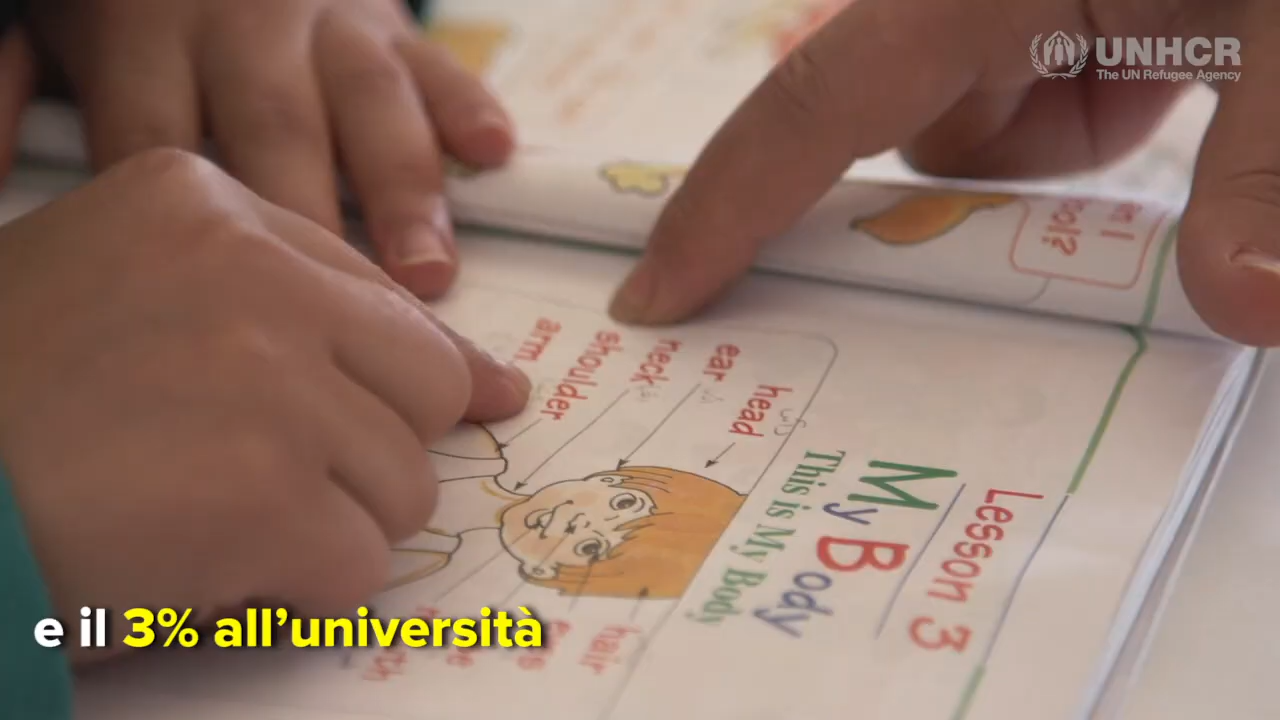 UNHCR
The UN Refugee Agency
Lesson 3
My Body
This is My Body
head
ear
neck
shoulder
arm
hair
e il 3% all’università